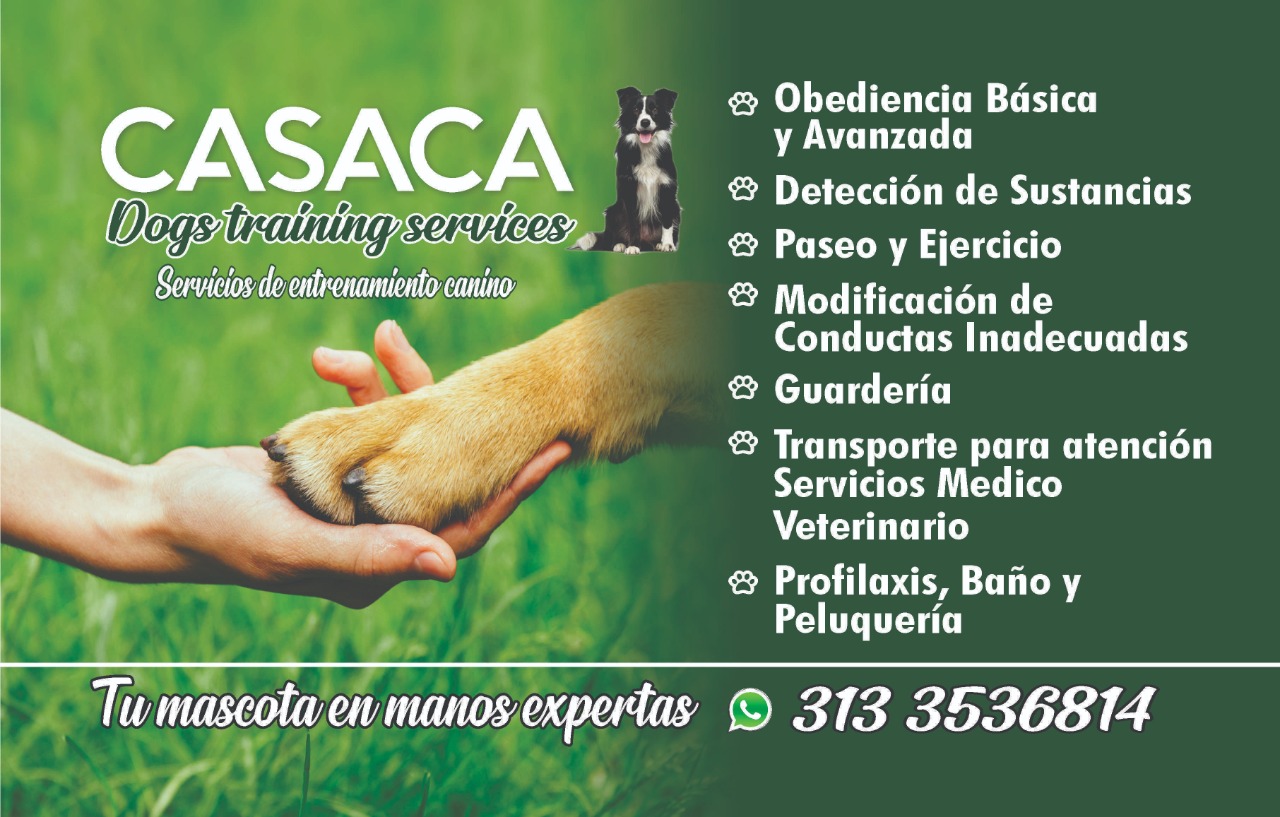 CASACA
Dogs training services
Servicios de entrenamiento canino
Obediencia Básica
y Avanzada
Detección de Sustancias
Paseo y Ejercicio
Modificación de
Conductas Inadecuadas
Guardería
Transporte para atención
Servicios Medico
Veterinario
Profilaxis, Baño y
Peluquería
Tu mascota en manos expertas
313 3536814